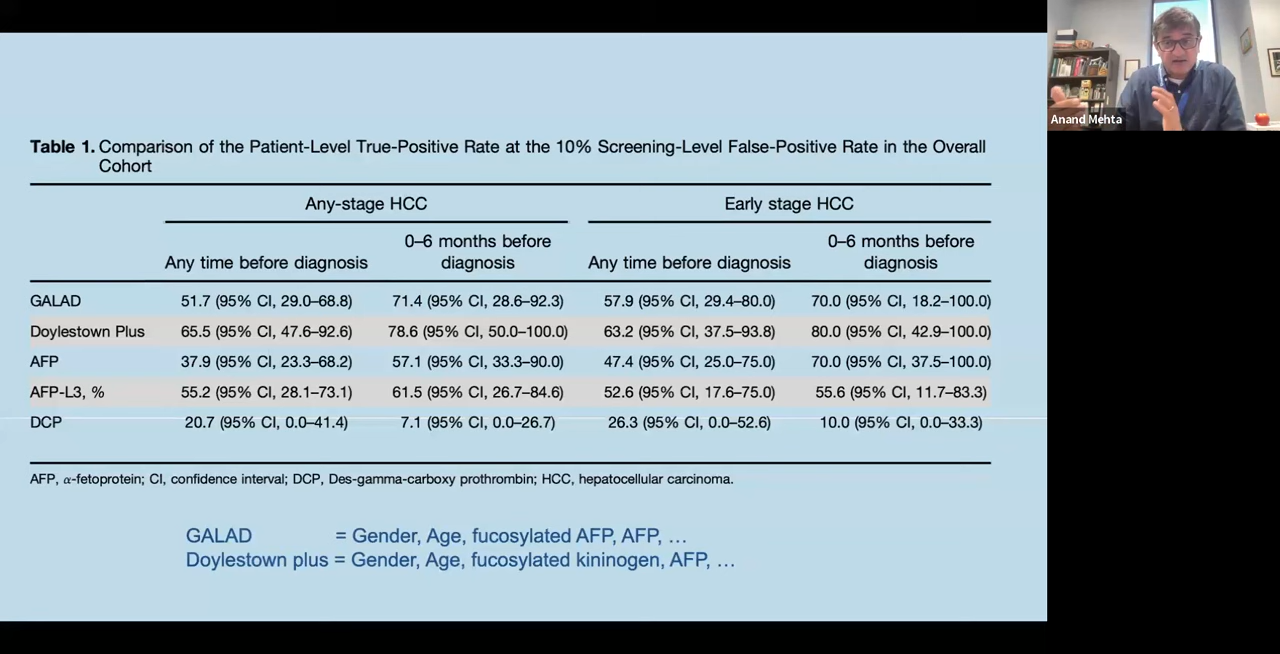 Anand Mehta
Table 1. Comparison of the Patient-Level True-Positive Rate at the 10% Screening-Level False-Positive Rate in the Overall
Cohort
Any-stage HCC Early stage HCC
Any time before diagnosis 0–6 months before diagnosis Any time before diagnosis 0–6 months before diagnosis
GALAD 51.7 (95% CI, 29.0–68.8) 71.4 (95% CI, 28.6–92.3) 57.9 (95% CI, 29.4–80.0) 70.0 (95% CI, 18.2–100.0)
Doylestown Plus 65.5 (95% CI, 47.6–92.6) 78.6 (95% CI, 50.0–100.0) 63.2 (95% CI, 37.5–93.8) 80.0 (95% CI, 42.9–100.0)
AFP 37.9 (95% CI, 23.3–68.2) 57.1 (95% CI, 33.3–90.0) 47.4 (95% CI, 25.0–75.0) 70.0 (95% CI, 37.5–100.0)
AFP-L3, % 55.2 (95% CI, 28.1–73.1) 61.5 (95% CI, 26.7–84.6) 52.6 (95% CI, 17.6–75.0) 55.6 (95% CI, 11.7–83.3)
DCP 20.7 (95% CI, 0.0–41.4) 7.1 (95% CI, 0.0–26.7) 26.3 (95% CI, 0.0–52.6) 10.0 (95% CI, 0.0–33.3)
AFP, α-fetoprotein; CI, confidence interval; DCP, Des-gamma-carboxy prothrombin; HCC, hepatocellular carcinoma.
GALAD = Gender, Age, fucosylated AFP, AFP, …
Doylestown plus = Gender, Age, fucosylated kininogen, AFP, …